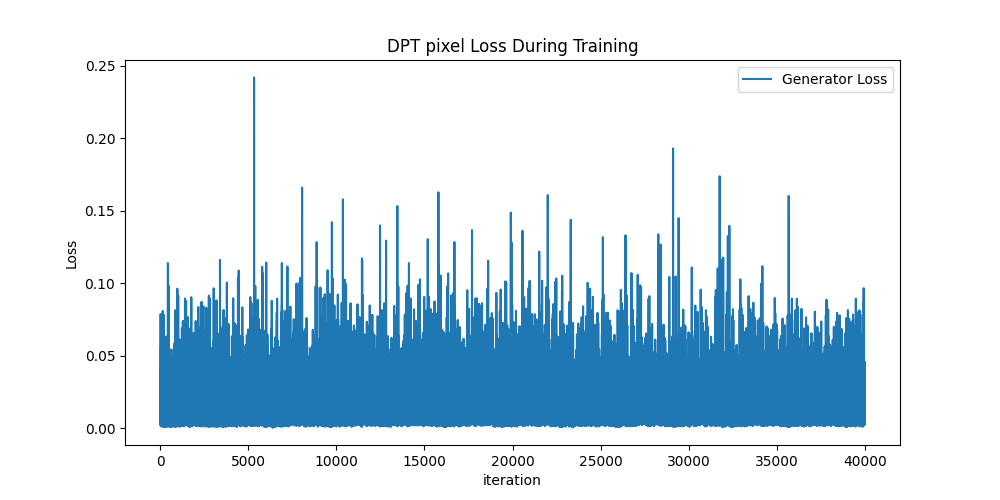 DPT pixel Loss During Training
Generator Loss
Loss
0.25
0.20
0.15
0.10
0.05
0.00
0 5000 10000 15000 20000 25000 30000 35000 40000
iteration